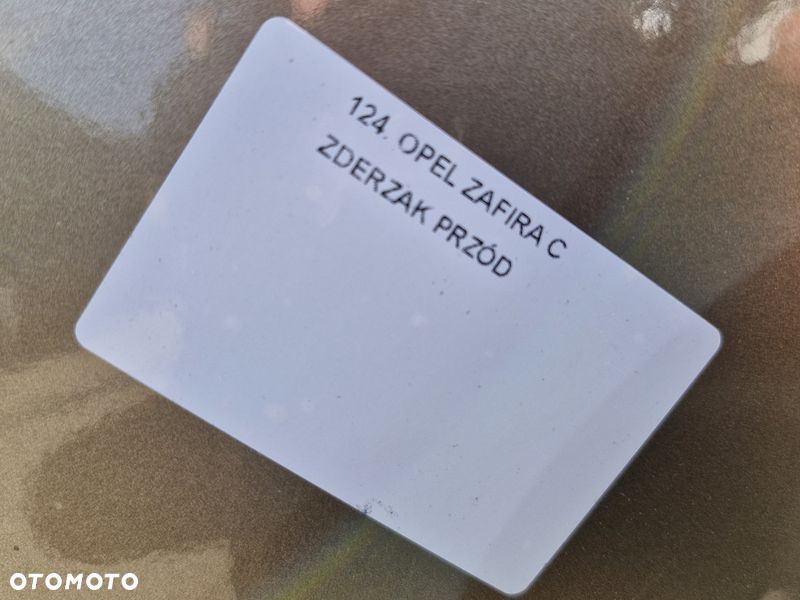 124. OPEL ZAFIRA C
ZDERZAK PRZÓD
OTOMOTO